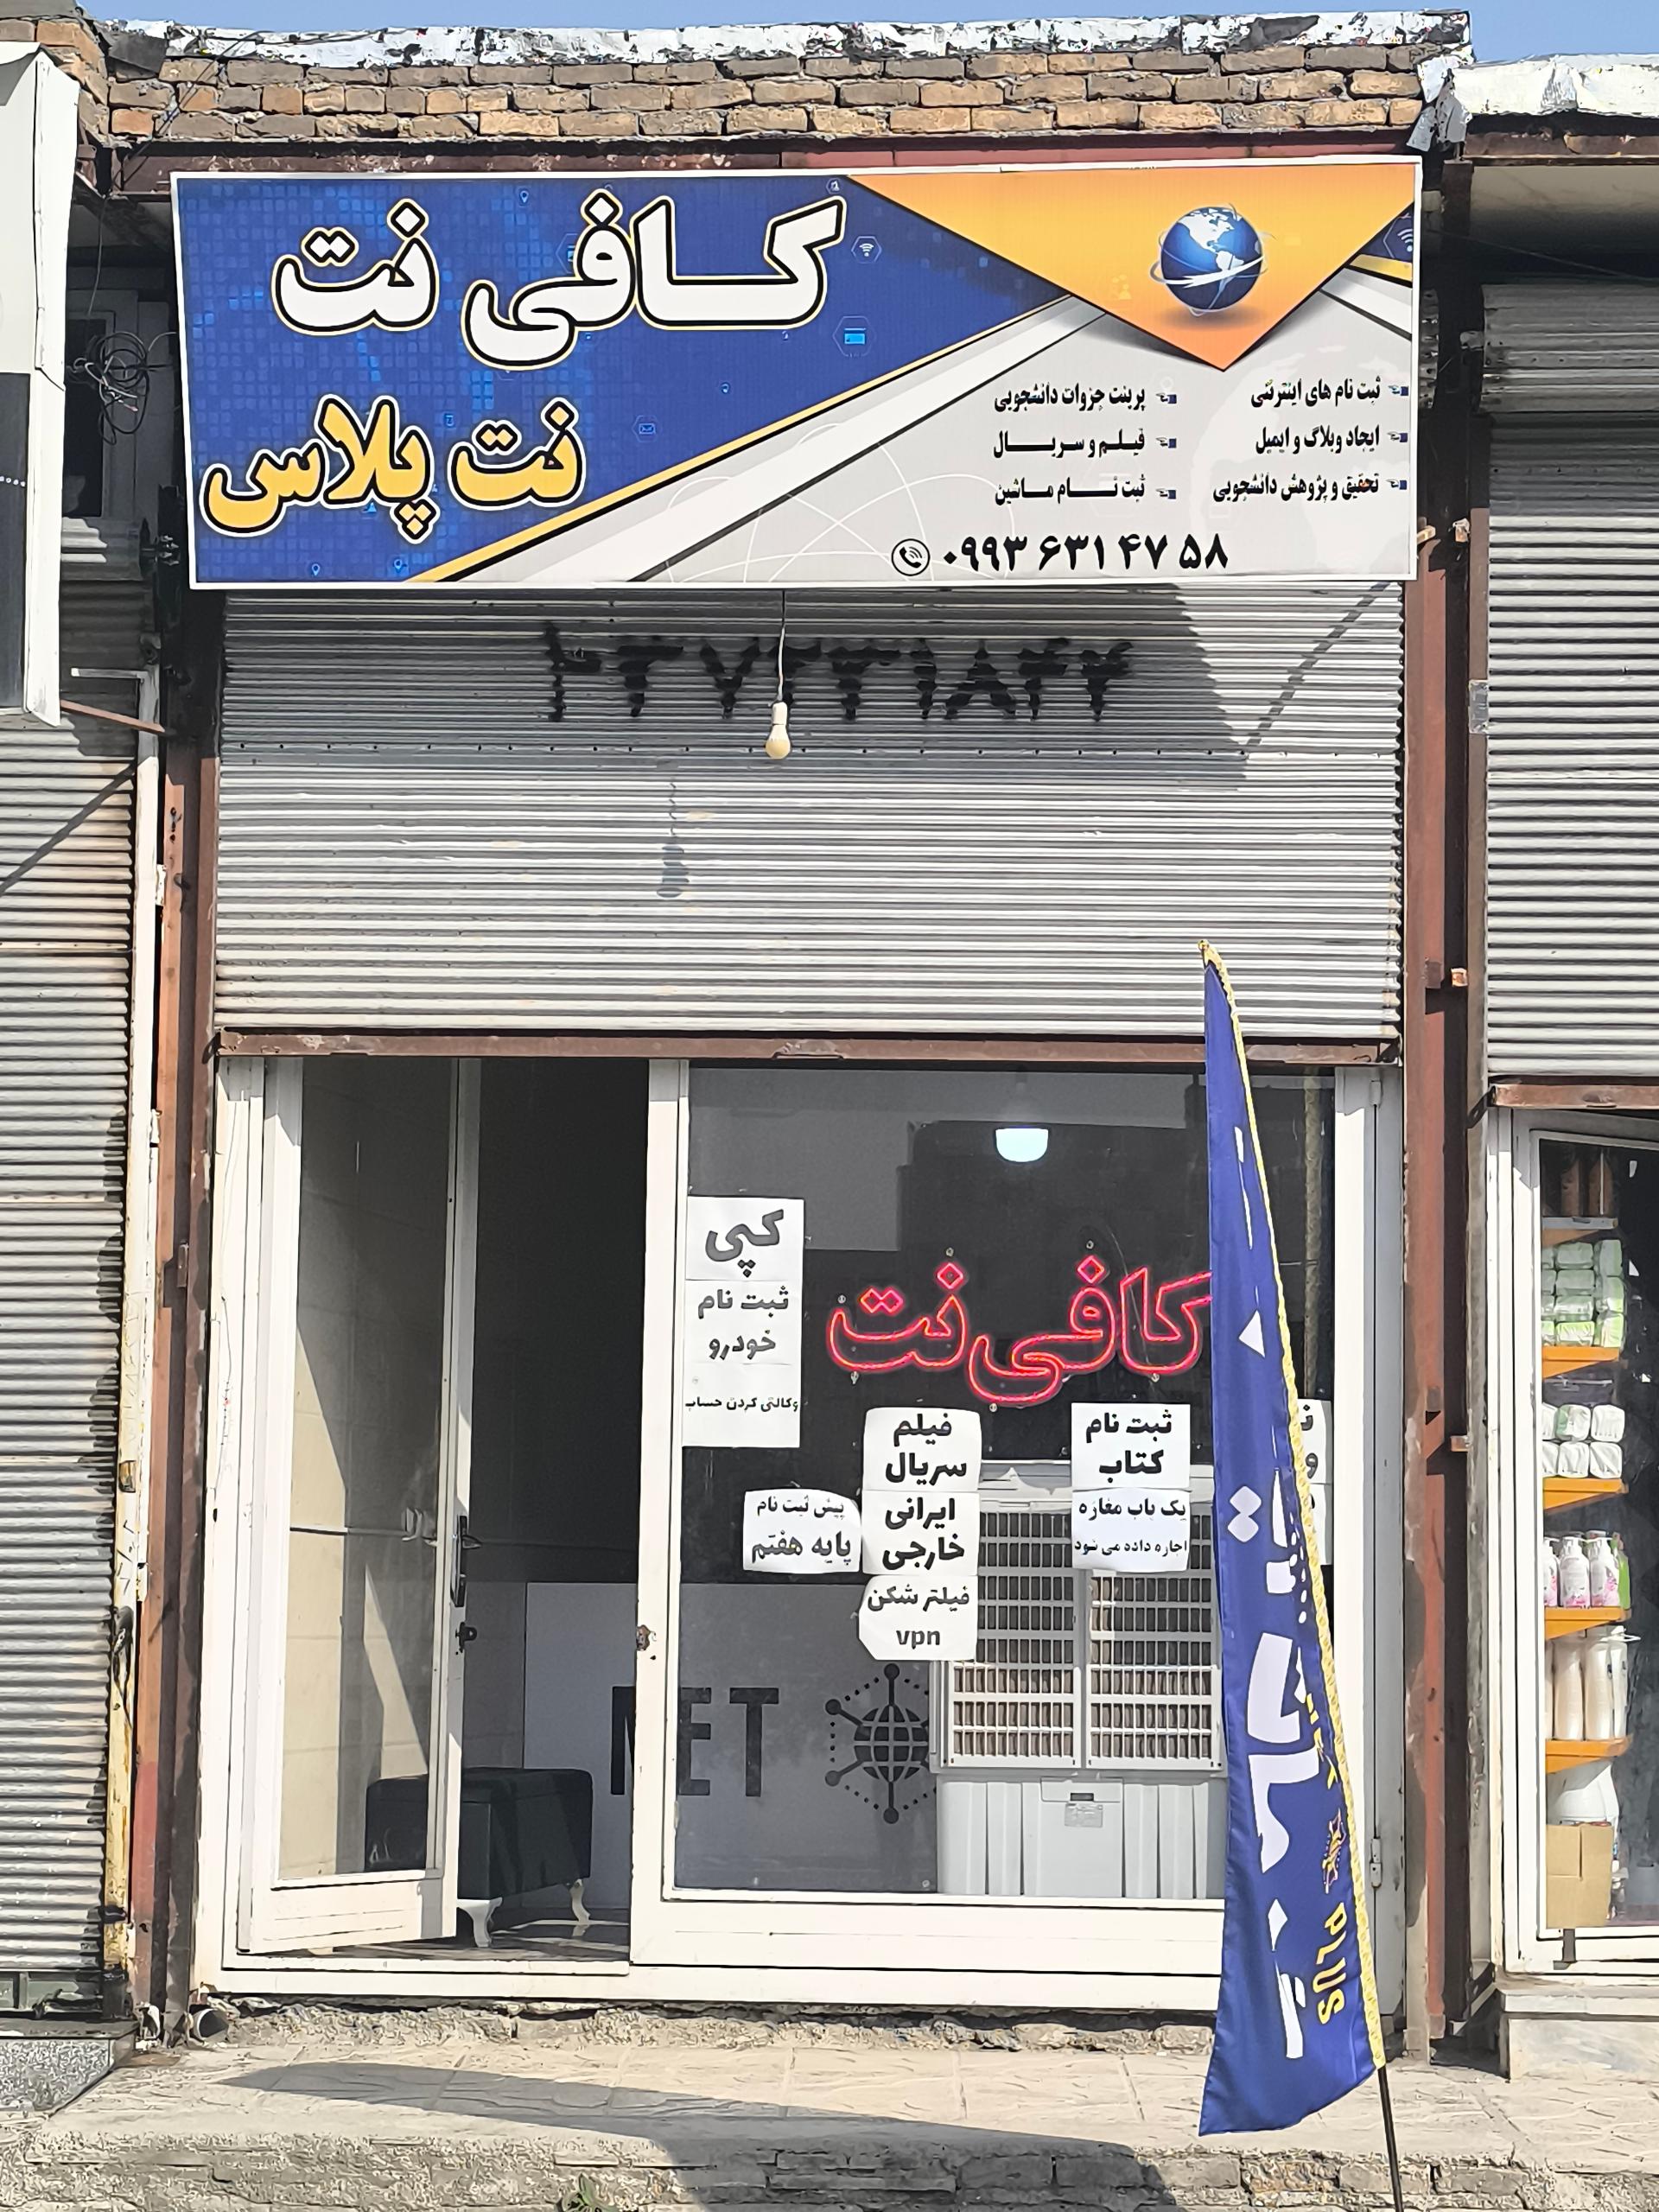 کافی نت
نت پلاس
ثبت نام های اینترنتی
ایجاد وبلاگ و ایمیل
تحقیق و پژوهش دانشجویی
پرینت جزوات دانشجویی
فیلم و سریال
ثبت نام ماشین
۰۹۹۳ ۶۳۱ ۴۷ ۵۸
کپی
ثبت نام
خودرو
وکالتی کردن حساب
کافی نت
فیلم
سریال
ایرانی
خارجی
فیلتر شکن
vpn
پیش ثبت نام
پایه هفتم
ثبت نام
کتاب
یک باب مغازه
اجاره داده می شود
NET
PLUS